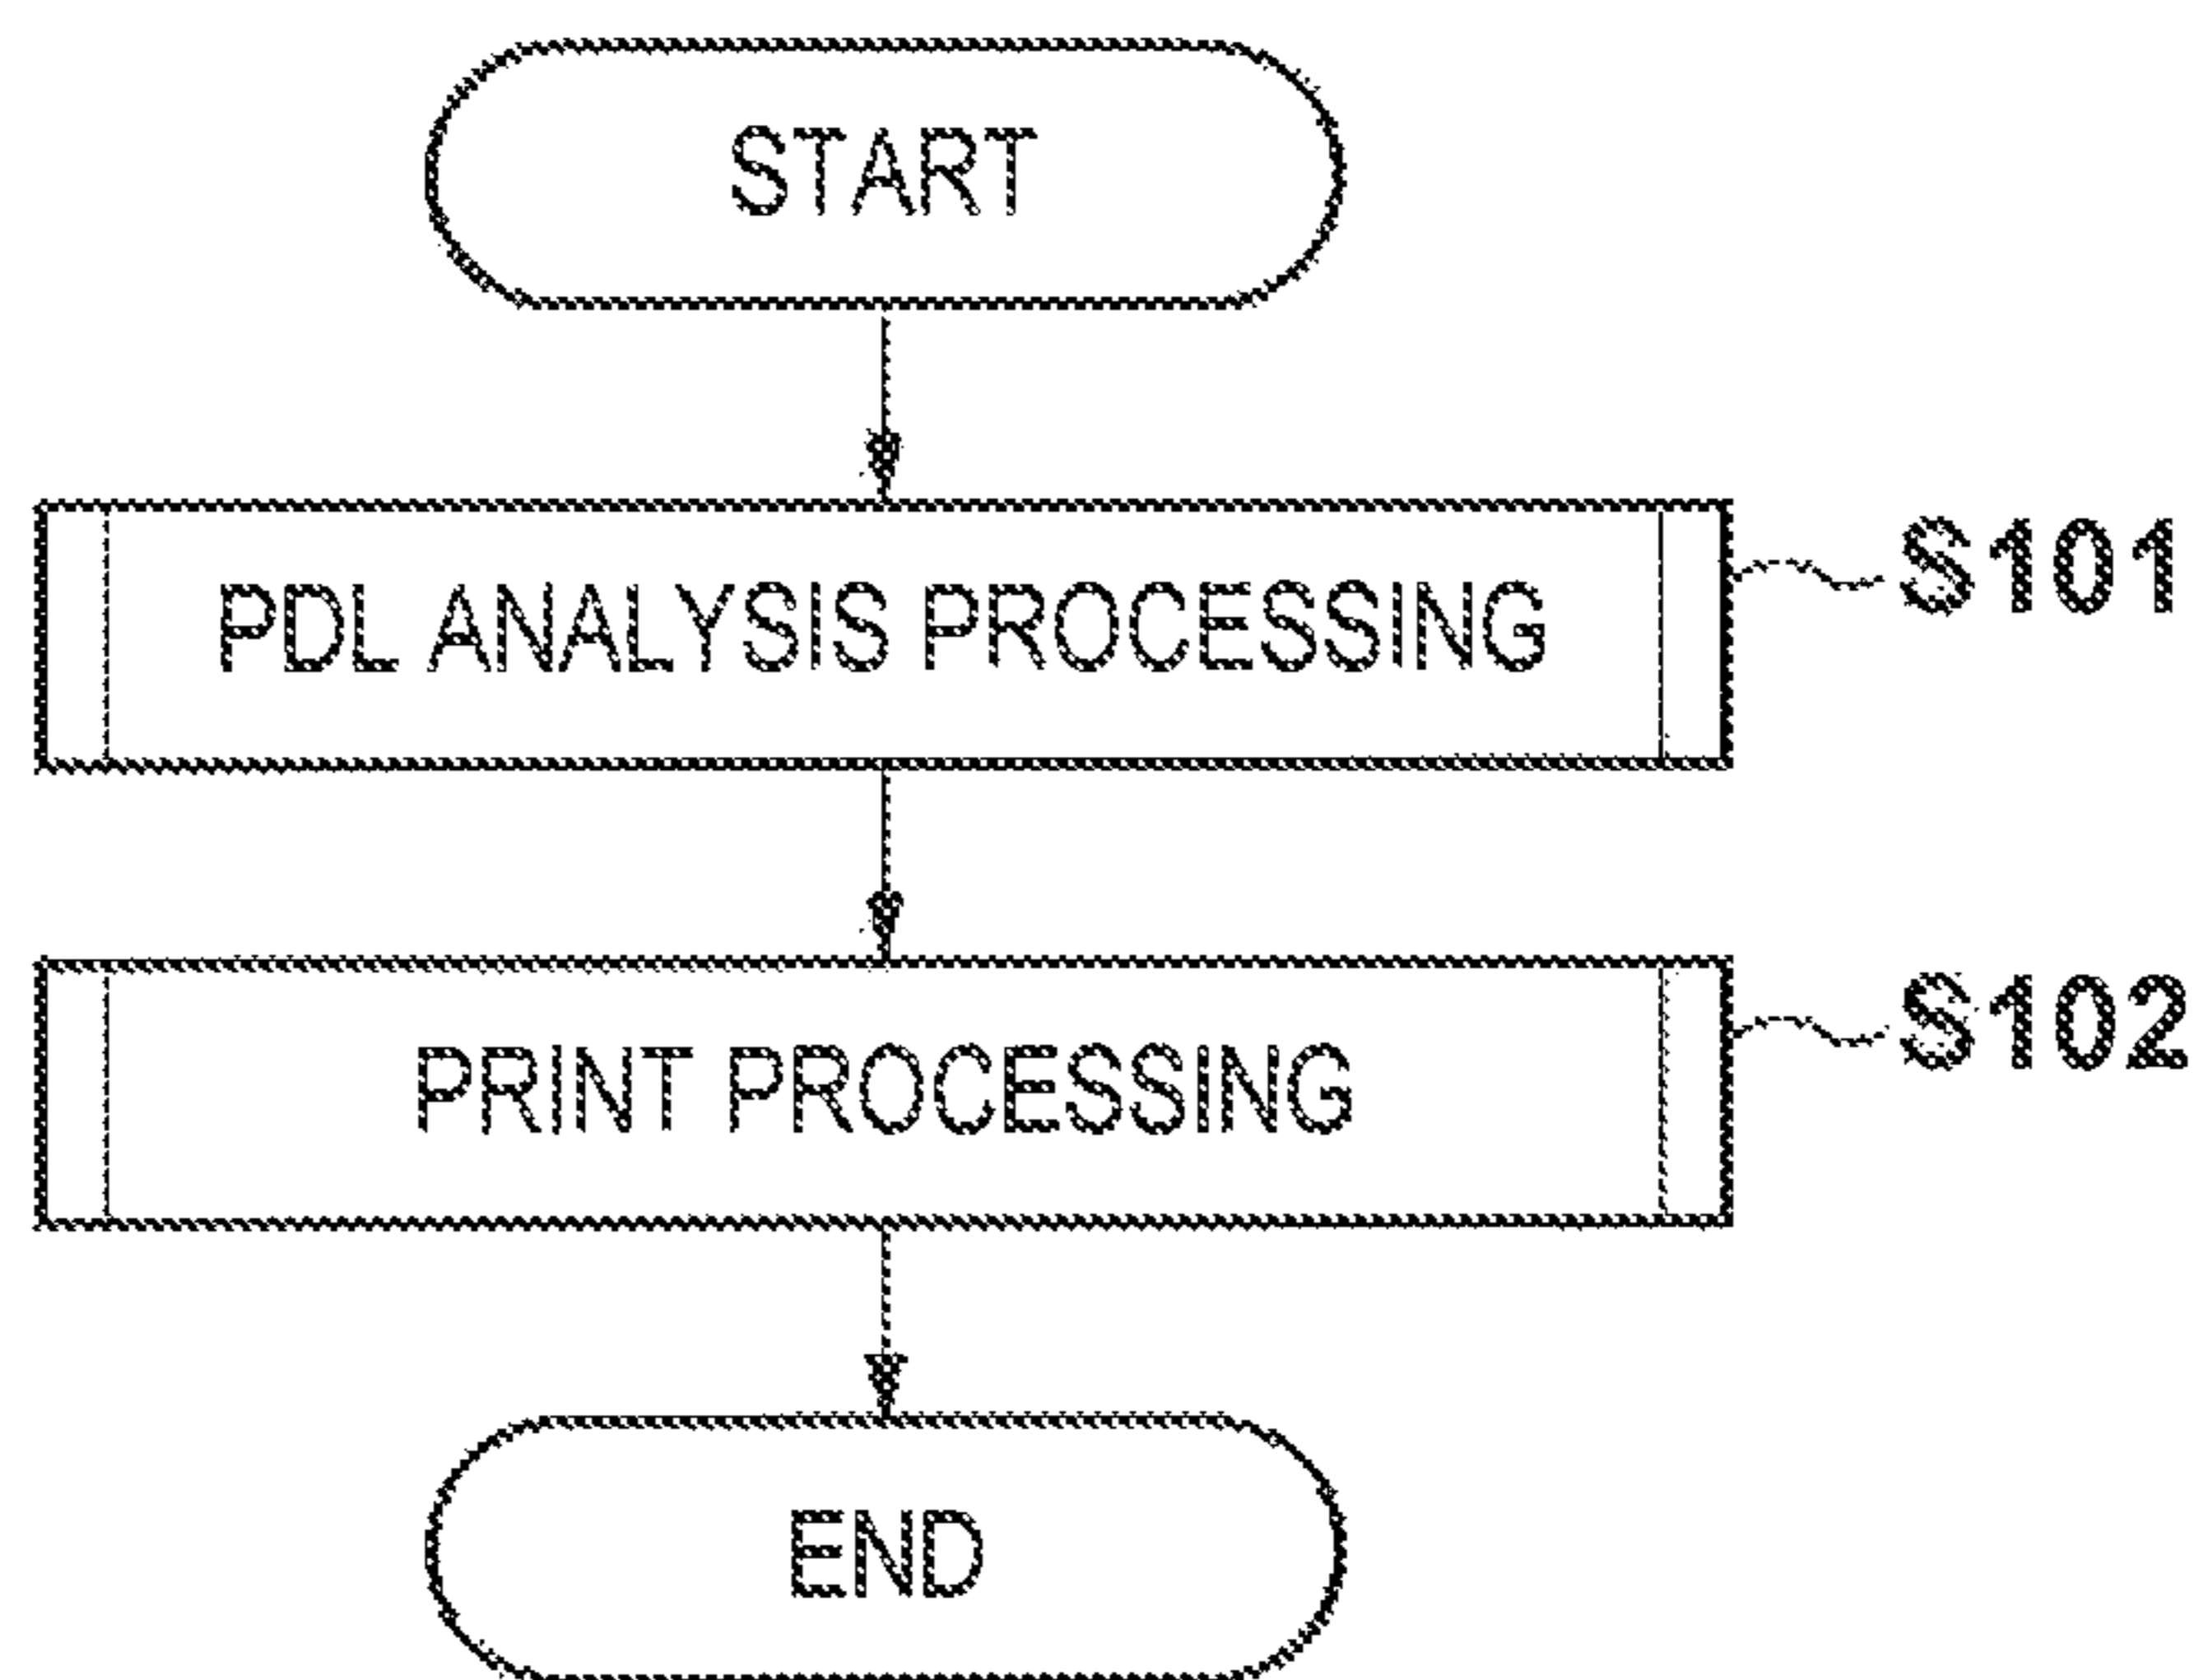 START
PDL ANALYSIS PROCESSING
S101
PRINT PROCESSING
S102
END